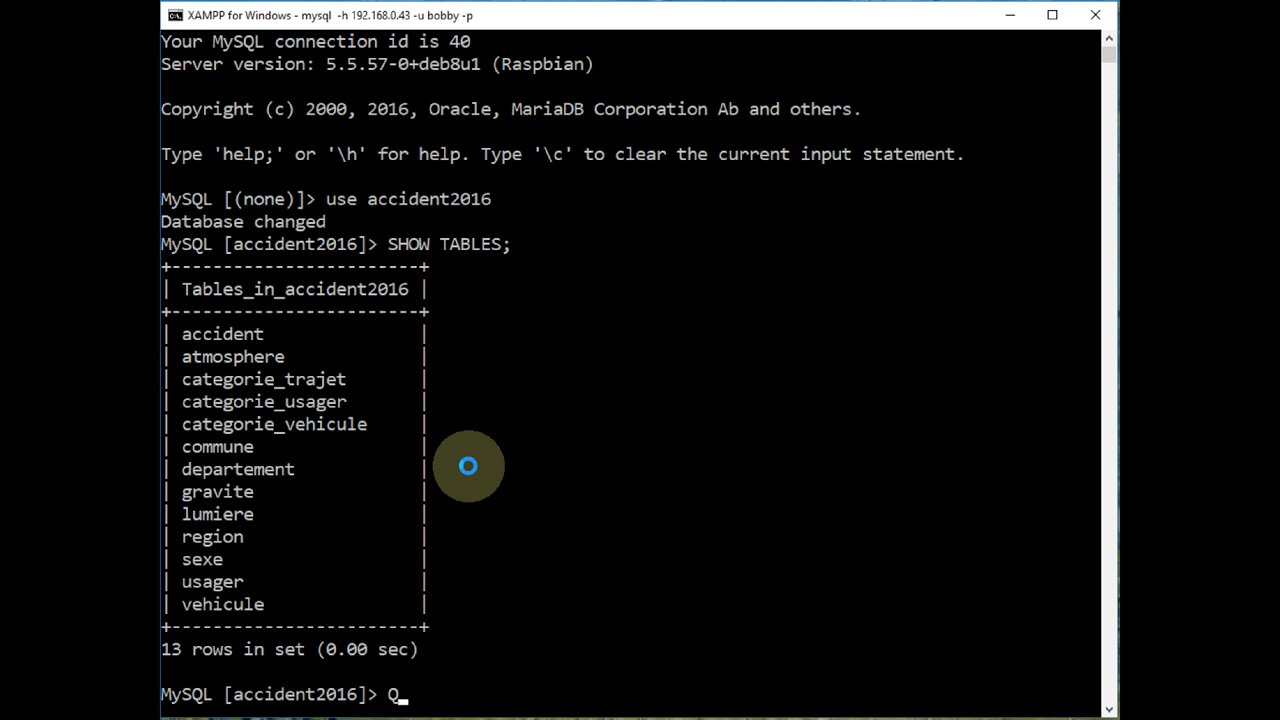 XAMPP for Windows - mysql -h 192.168.0.43 -u bobby -p
Your MySQL connection id is 40
Server version: 5.5.57-0+deb8u1 (Raspbian)
Copyright (c) 2000, 2016, Oracle, MariaDB Corporation Ab and others.
Type 'help;' or '\h' for help. Type '\c' to clear the current input statement.
MySQL [(none)]> use accident2016
Database changed
MySQL [accident2016]> SHOW TABLES;
+------------------------+
| Tables_in_accident2016 |
+------------------------+
| accident               |
| atmosphere             |
| categorie_trajet       |
| categorie_usager       |
| categorie_vehicule     |
| commune                |
| departement            |
| gravite                |
| lumiere                |
| region                 |
| sexe                   |
| usager                 |
| vehicule               |
+------------------------+
13 rows in set (0.00 sec)
MySQL [accident2016]> Q_